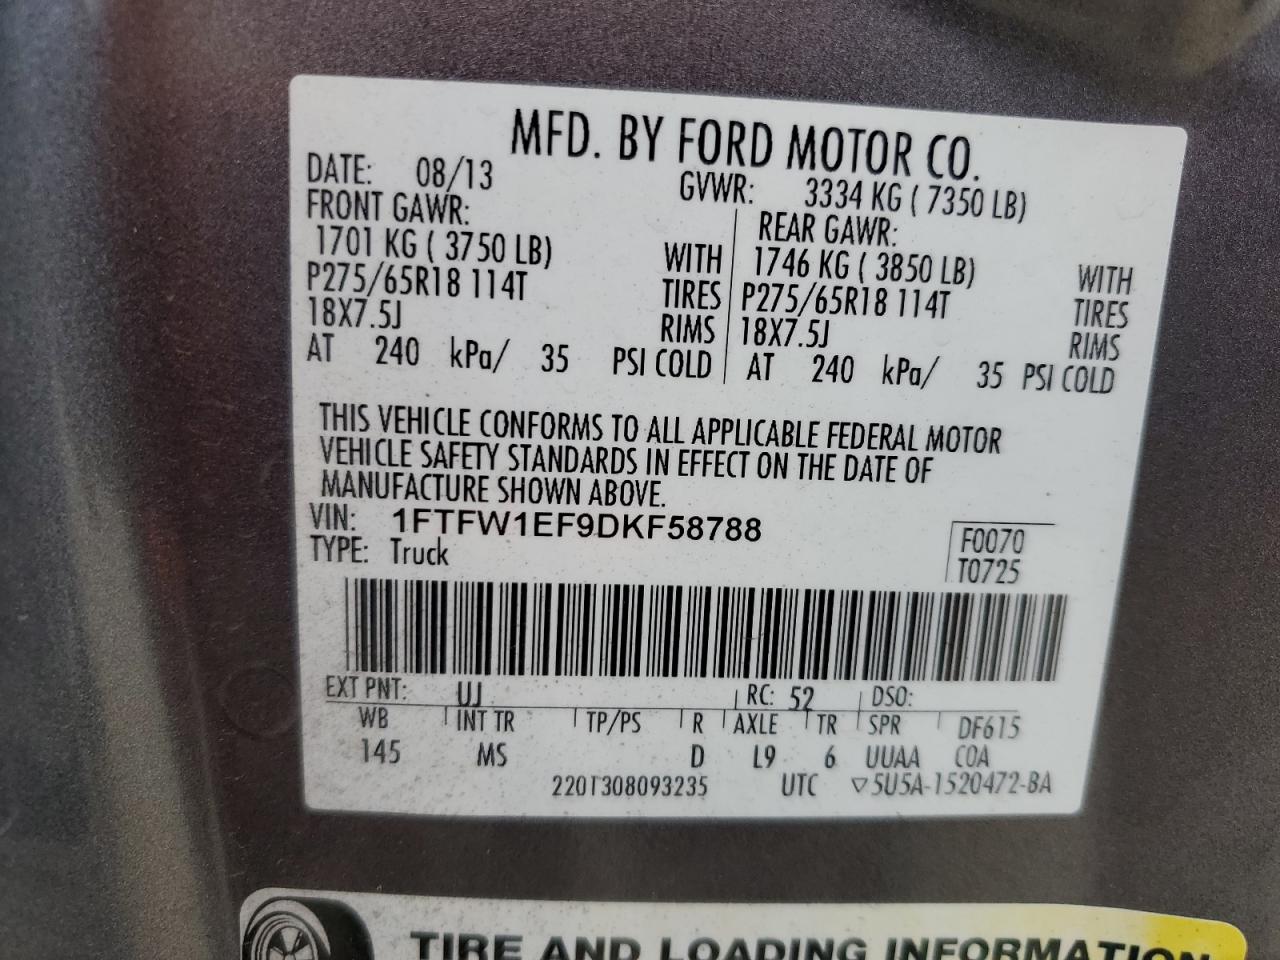 MFD. BY FORD MOTOR CO.
DATE: 08/13 GVWR: 3334 KG ( 7350 LB)
FRONT GAWR: REAR GAWR:
1701 KG ( 3750 LB) WITH 1746 KG ( 3850 LB) WITH
P275/65R18 114T TIRES P275/65R18 114T TIRES
18X7.5J RIMS 18X7.5J RIMS
AT 240 kPa/ 35 PSI COLD AT 240 kPa/ 35 PSI COLD
THIS VEHICLE CONFORMS TO ALL APPLICABLE FEDERAL MOTOR
VEHICLE SAFETY STANDARDS IN EFFECT ON THE DATE OF
MANUFACTURE SHOWN ABOVE.
VIN: 1FTFW1EF9DKF58788
TYPE: Truck
F0070
T0725
EXT PNT: UJ RC: 52 DSO:
WB INT TR TP/PS R AXLE TR SPR DF615
145 MS D L9 6 UUAA COA
220T308093235 UTC ▽5U5A-1520472-BA
TIRE AND LOADING INFORMATION